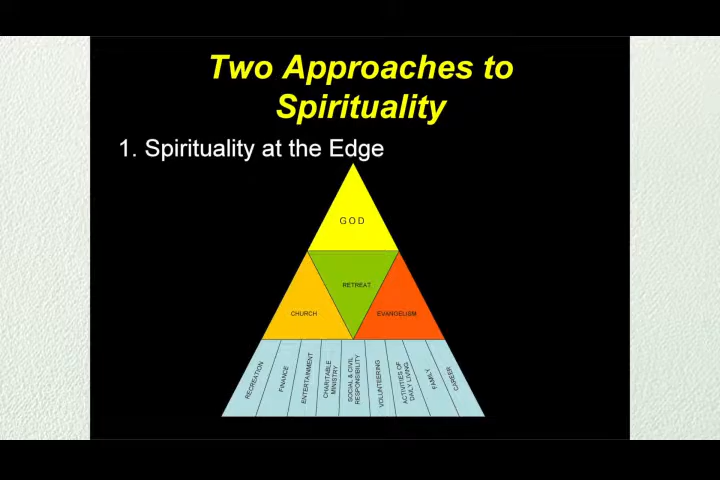 Two Approaches to
Spirituality
1. Spirituality at the Edge
GOD
RETREAT
CHURCH
EVANGELISM
RECREATION
FINANCE
ENTERTAINMENT
CHARITABLE
MINISTRY
SOCIAL & CIVIL
RESPONSIBILITY
VOLUNTEERING
ACTIVITIES OF
DAILY LIVING
FAMILY
CAREER